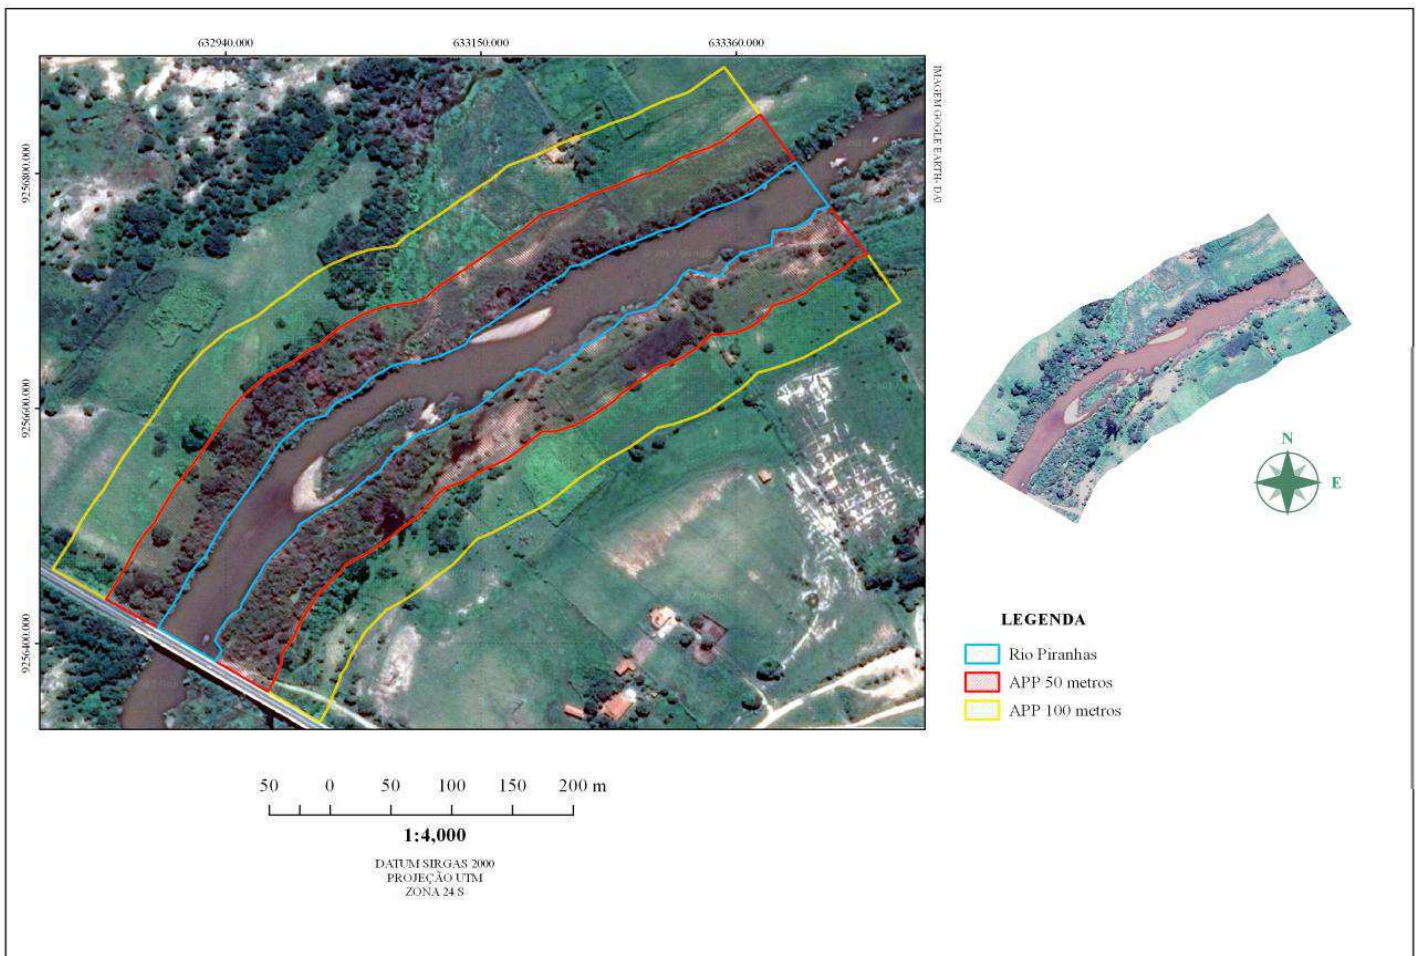 632940.000
633150.000
633360.000
9256800.000
9256600.000
9256400.000
IMAGEM GOOGLE EARTH- DA
N
E
LEGENDA
Rio Piranhas
APP 50 metros
APP 100 metros
50 0 50 100 150 200 m
1:4,000
DATUM SIRGAS 2000
PROJEÇÃO UTM
ZONA 24 S